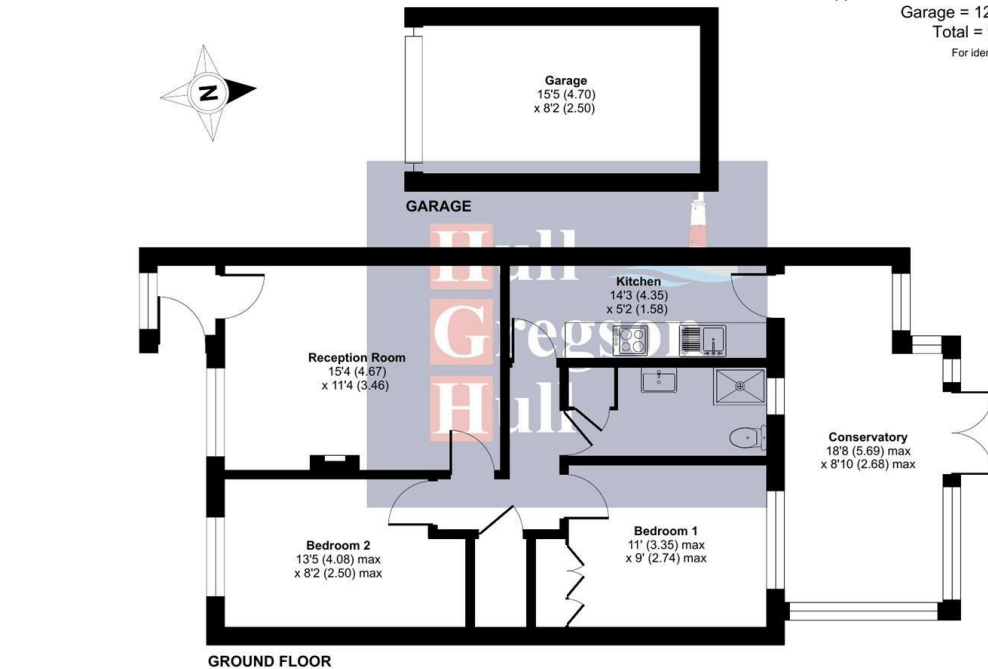 Garage = 12
Total =
For iden
N
Garage
15'5 (4.70)
x 8'2 (2.50)
GARAGE
Hull
Gregson
Hull
Kitchen
14'3 (4.35)
x 5'2 (1.58)
Reception Room
15'4 (4.67)
x 11'4 (3.46)
Conservatory
18'8 (5.69) max
x 8'10 (2.68) max
Bedroom 1
11' (3.35) max
x 9' (2.74) max
Bedroom 2
13'5 (4.08) max
x 8'2 (2.50) max
GROUND FLOOR